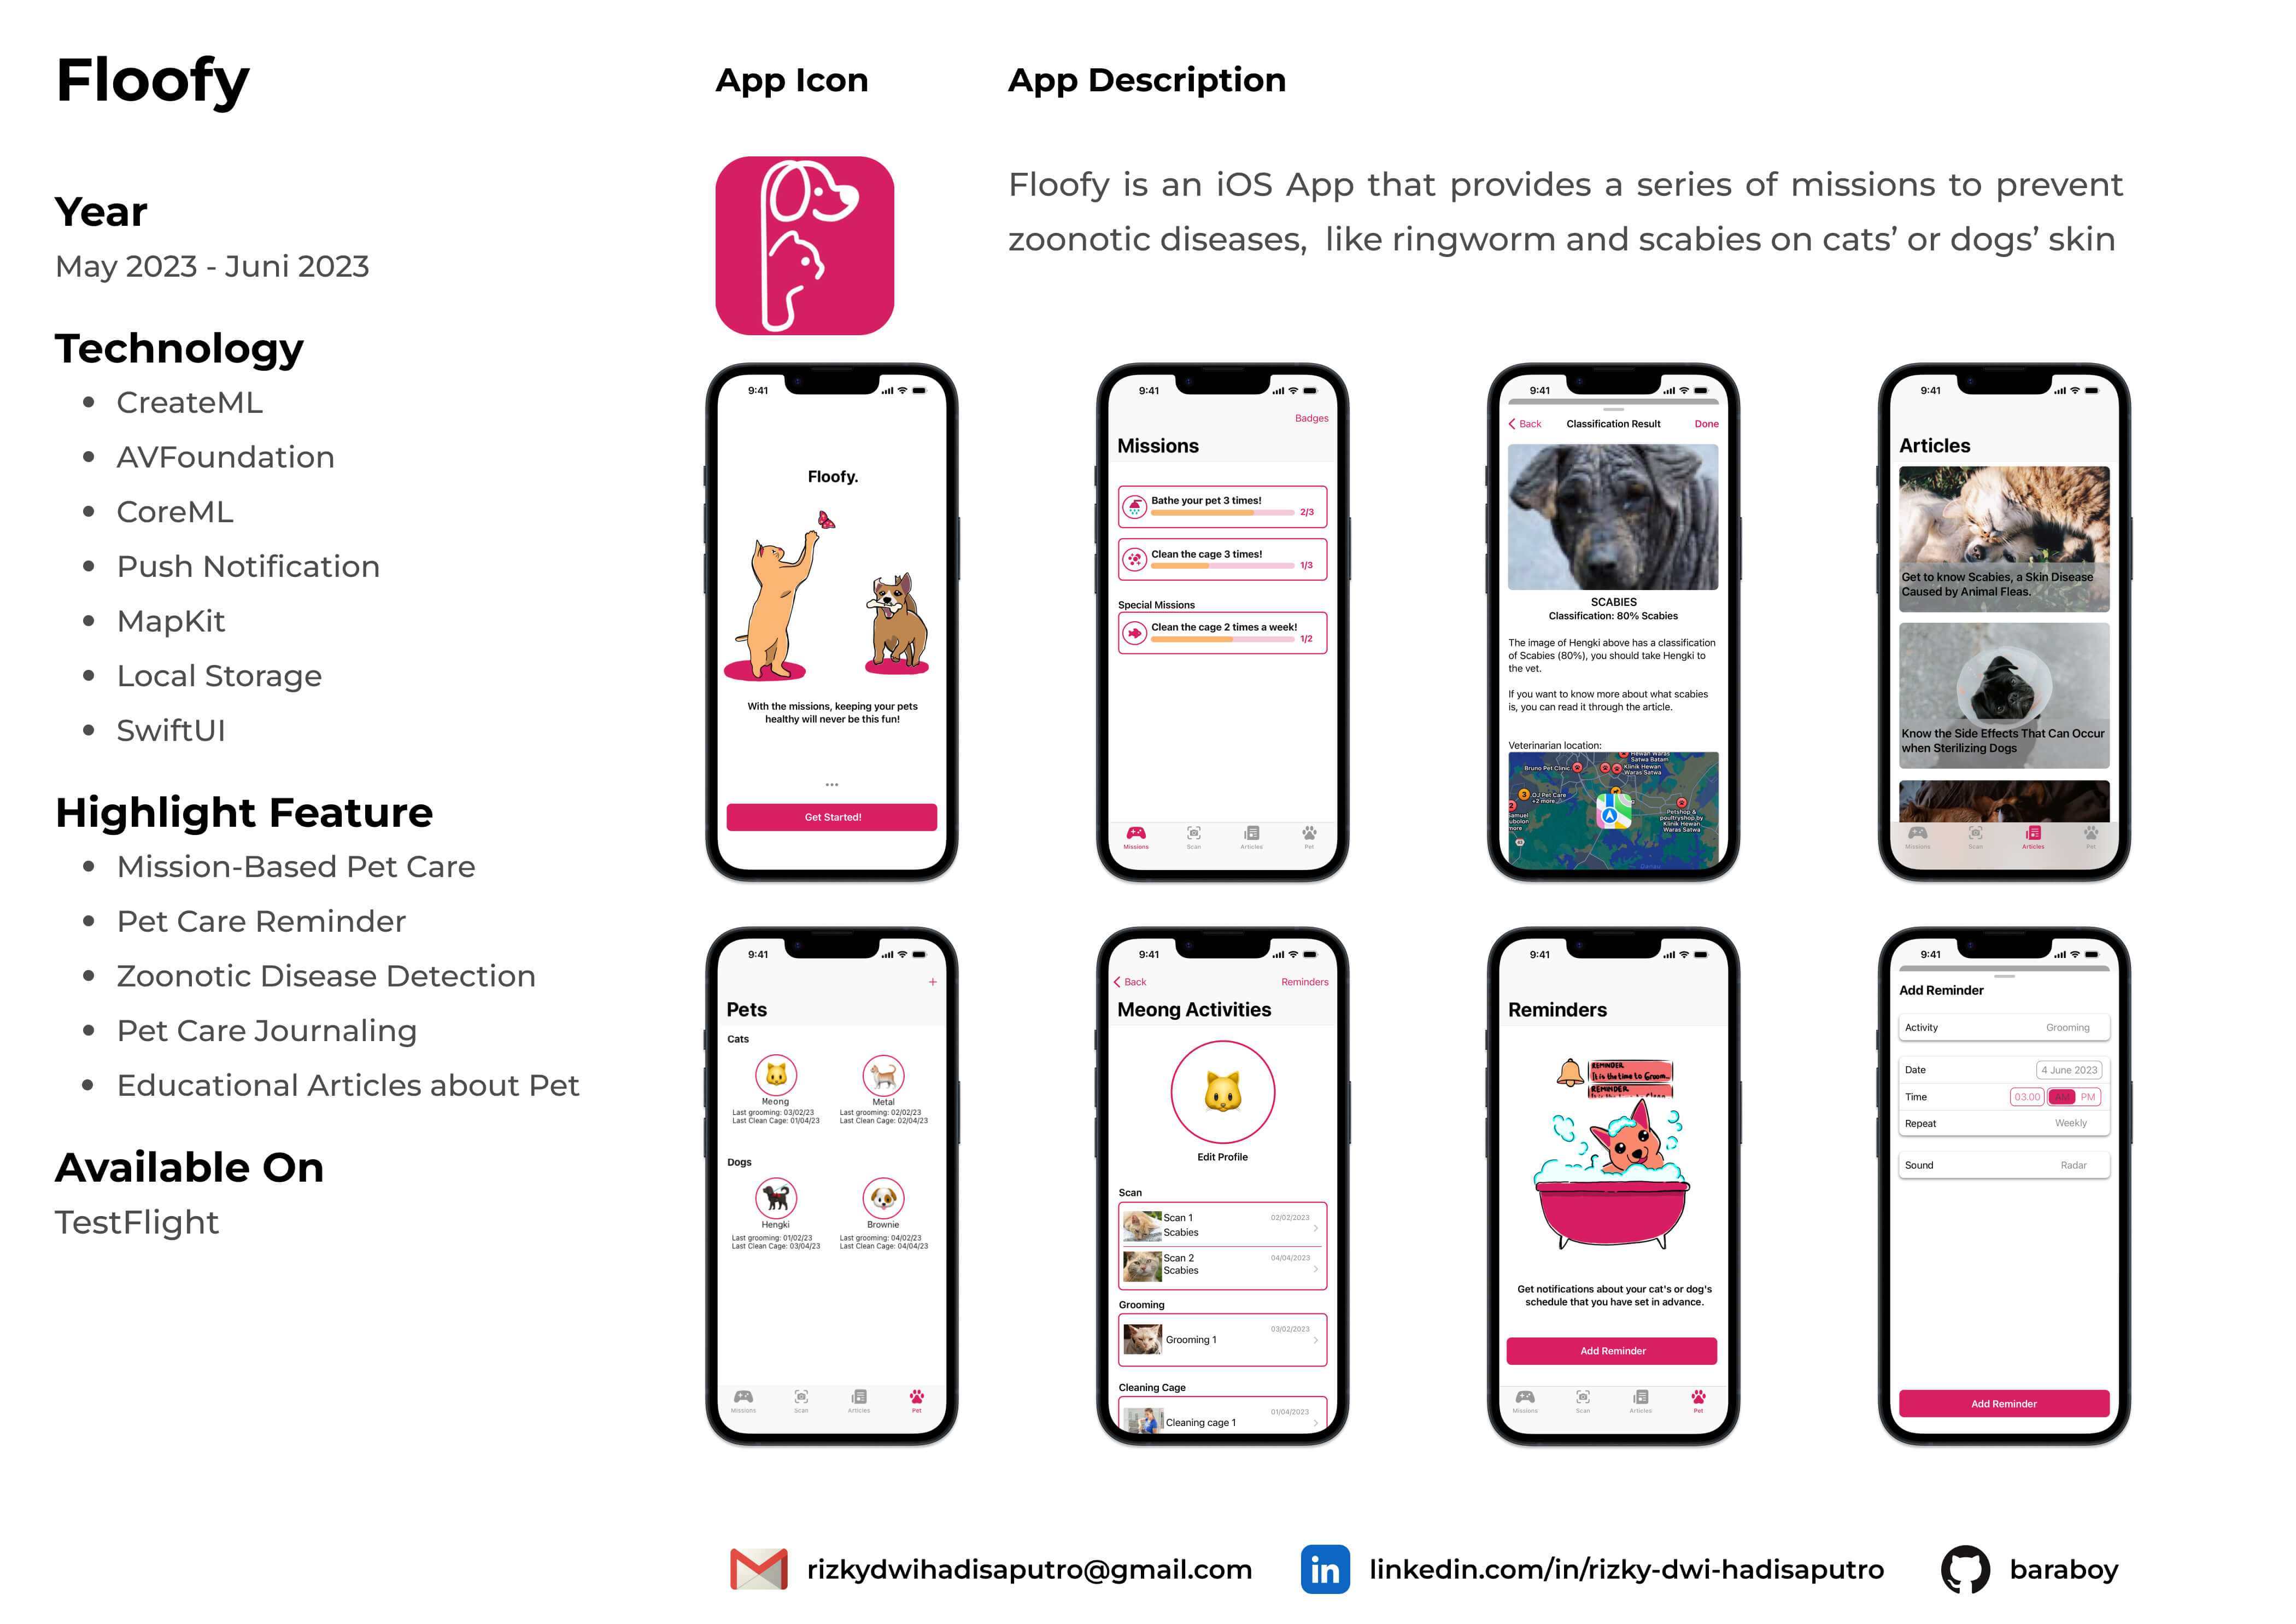 Floofy
Year
May 2023 - Juni 2023
Technology
CreateML
AVFoundation
CoreML
Push Notification
MapKit
Local Storage
SwiftUI
Highlight Feature
Mission-Based Pet Care
Pet Care Reminder
Zoonotic Disease Detection
Pet Care Journaling
Educational Articles about Pet
Available On
TestFlight
App Icon
App Description
Floofy is an iOS App that provides a series of missions to prevent
zoonotic diseases, like ringworm and scabies on cats’ or dogs’ skin
9:41
Floofy.
With the missions, keeping your pets
healthy will never be this fun!
Get Started!
9:41
Badges
Missions
Bathe your pet 3 times!
2/3
Clean the cage 3 times!
1/3
Special Missions
Clean the cage 2 times a week!
1/2
Missions
Scan
Articles
Pet
9:41
Back
Classification Result
Done
SCABIES
Classification: 80% Scabies
The image of Hengki above has a classification
of Scabies (80%), you should take Hengki to
the vet.
If you want to know more about what scabies
is, you can read it through the article.
Veterinarian location:
Hewan Waras
Satwa Batam
Bruno Pet Clinic
Klinik Hewan
Waras Satwa
3
OJ Pet Care
+2 more
2
more
Petshop &
poultryshop by
Klinik Hewan
Waras Satwa
9:41
Articles
Get to know Scabies, a Skin Disease
Caused by Animal Fleas.
Know the Side Effects That Can Occur
when Sterilizing Dogs
Missions
Scan
Articles
Pet
9:41
+
Pets
Cats
Meong
Last grooming: 03/02/23
Last Clean Cage: 01/04/23
Metal
Last grooming: 02/02/23
Last Clean Cage: 02/04/23
Dogs
Hengki
Last grooming: 01/02/23
Last Clean Cage: 03/04/23
Brownie
Last grooming: 04/02/23
Last Clean Cage: 04/04/23
Missions
Scan
Articles
Pet
9:41
Back
Reminders
Meong Activities
Edit Profile
Scan
Scan 1
02/02/2023
Scabies
Scan 2
04/04/2023
Scabies
Grooming
03/02/2023
Grooming 1
Cleaning Cage
01/04/2023
Cleaning cage 1
9:41
Reminders
REMINDER
It is the time to Groom...
REMINDER
Get notifications about your cat's or dog's
schedule that you have set in advance.
Add Reminder
Missions
Scan
Articles
Pet
9:41
Add Reminder
Activity
Grooming
Date
4 June 2023
Time
03.00
AM
PM
Repeat
Weekly
Sound
Radar
Add Reminder
rizkydwihadisaputro@gmail.com
in
linkedin.com/in/rizky-dwi-hadisaputro
baraboy